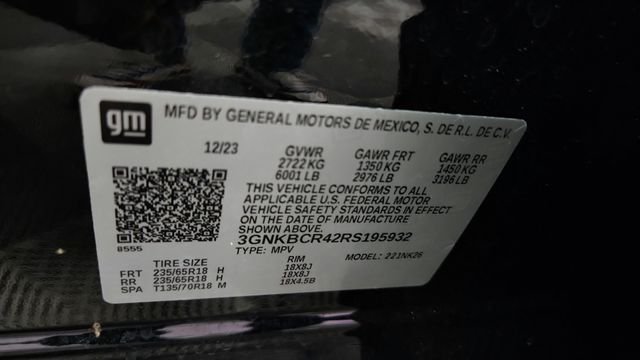 gm MFD BY GENERAL MOTORS DE MEXICO, S. DE R.L. DE C.V.
12/23 GVWR GAWR FRT GAWR RR
2722 KG 1350 KG 1450 KG
6001 LB 2976 LB 3196 LB
THIS VEHICLE CONFORMS TO ALL
APPLICABLE U.S. FEDERAL MOTOR
VEHICLE SAFETY STANDARDS IN EFFECT
ON THE DATE OF MANUFACTURE
SHOWN ABOVE.
8555 3GNKBCR42RS195932
TYPE: MPV MODEL: 221NK26
TIRE SIZE RIM
FRT 235/65R18 H 18X8J
RR 235/65R18 H 18X8J
SPA T135/70R18 M 18X4.5B